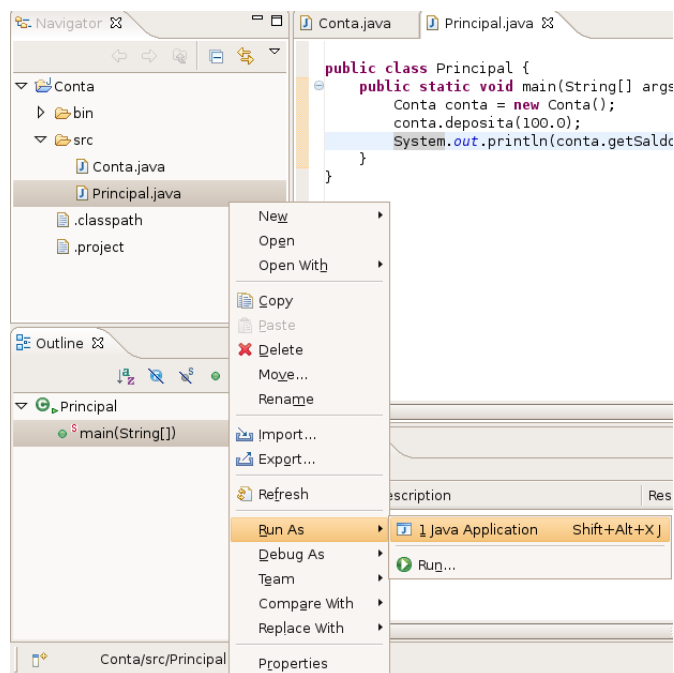 Navigator
Conta
bin
src
Conta.java
Principal.java
.classpath
.project
Conta.java
Principal.java
public class Principal {
public static void main(String[] args
Conta conta = new Conta();
conta.deposita(100.0);
System.out.println(conta.getSaldo
}
}
New
Open
Open With
Copy
Paste
Delete
Move...
Rename
Import...
Export...
Refresh
Run As
Debug As
Team
Compare With
Replace With
Properties
Outline
Principal
main(String[])
escription
Res
1 Java Application Shift+Alt+X J
Run...
Conta/src/Principal